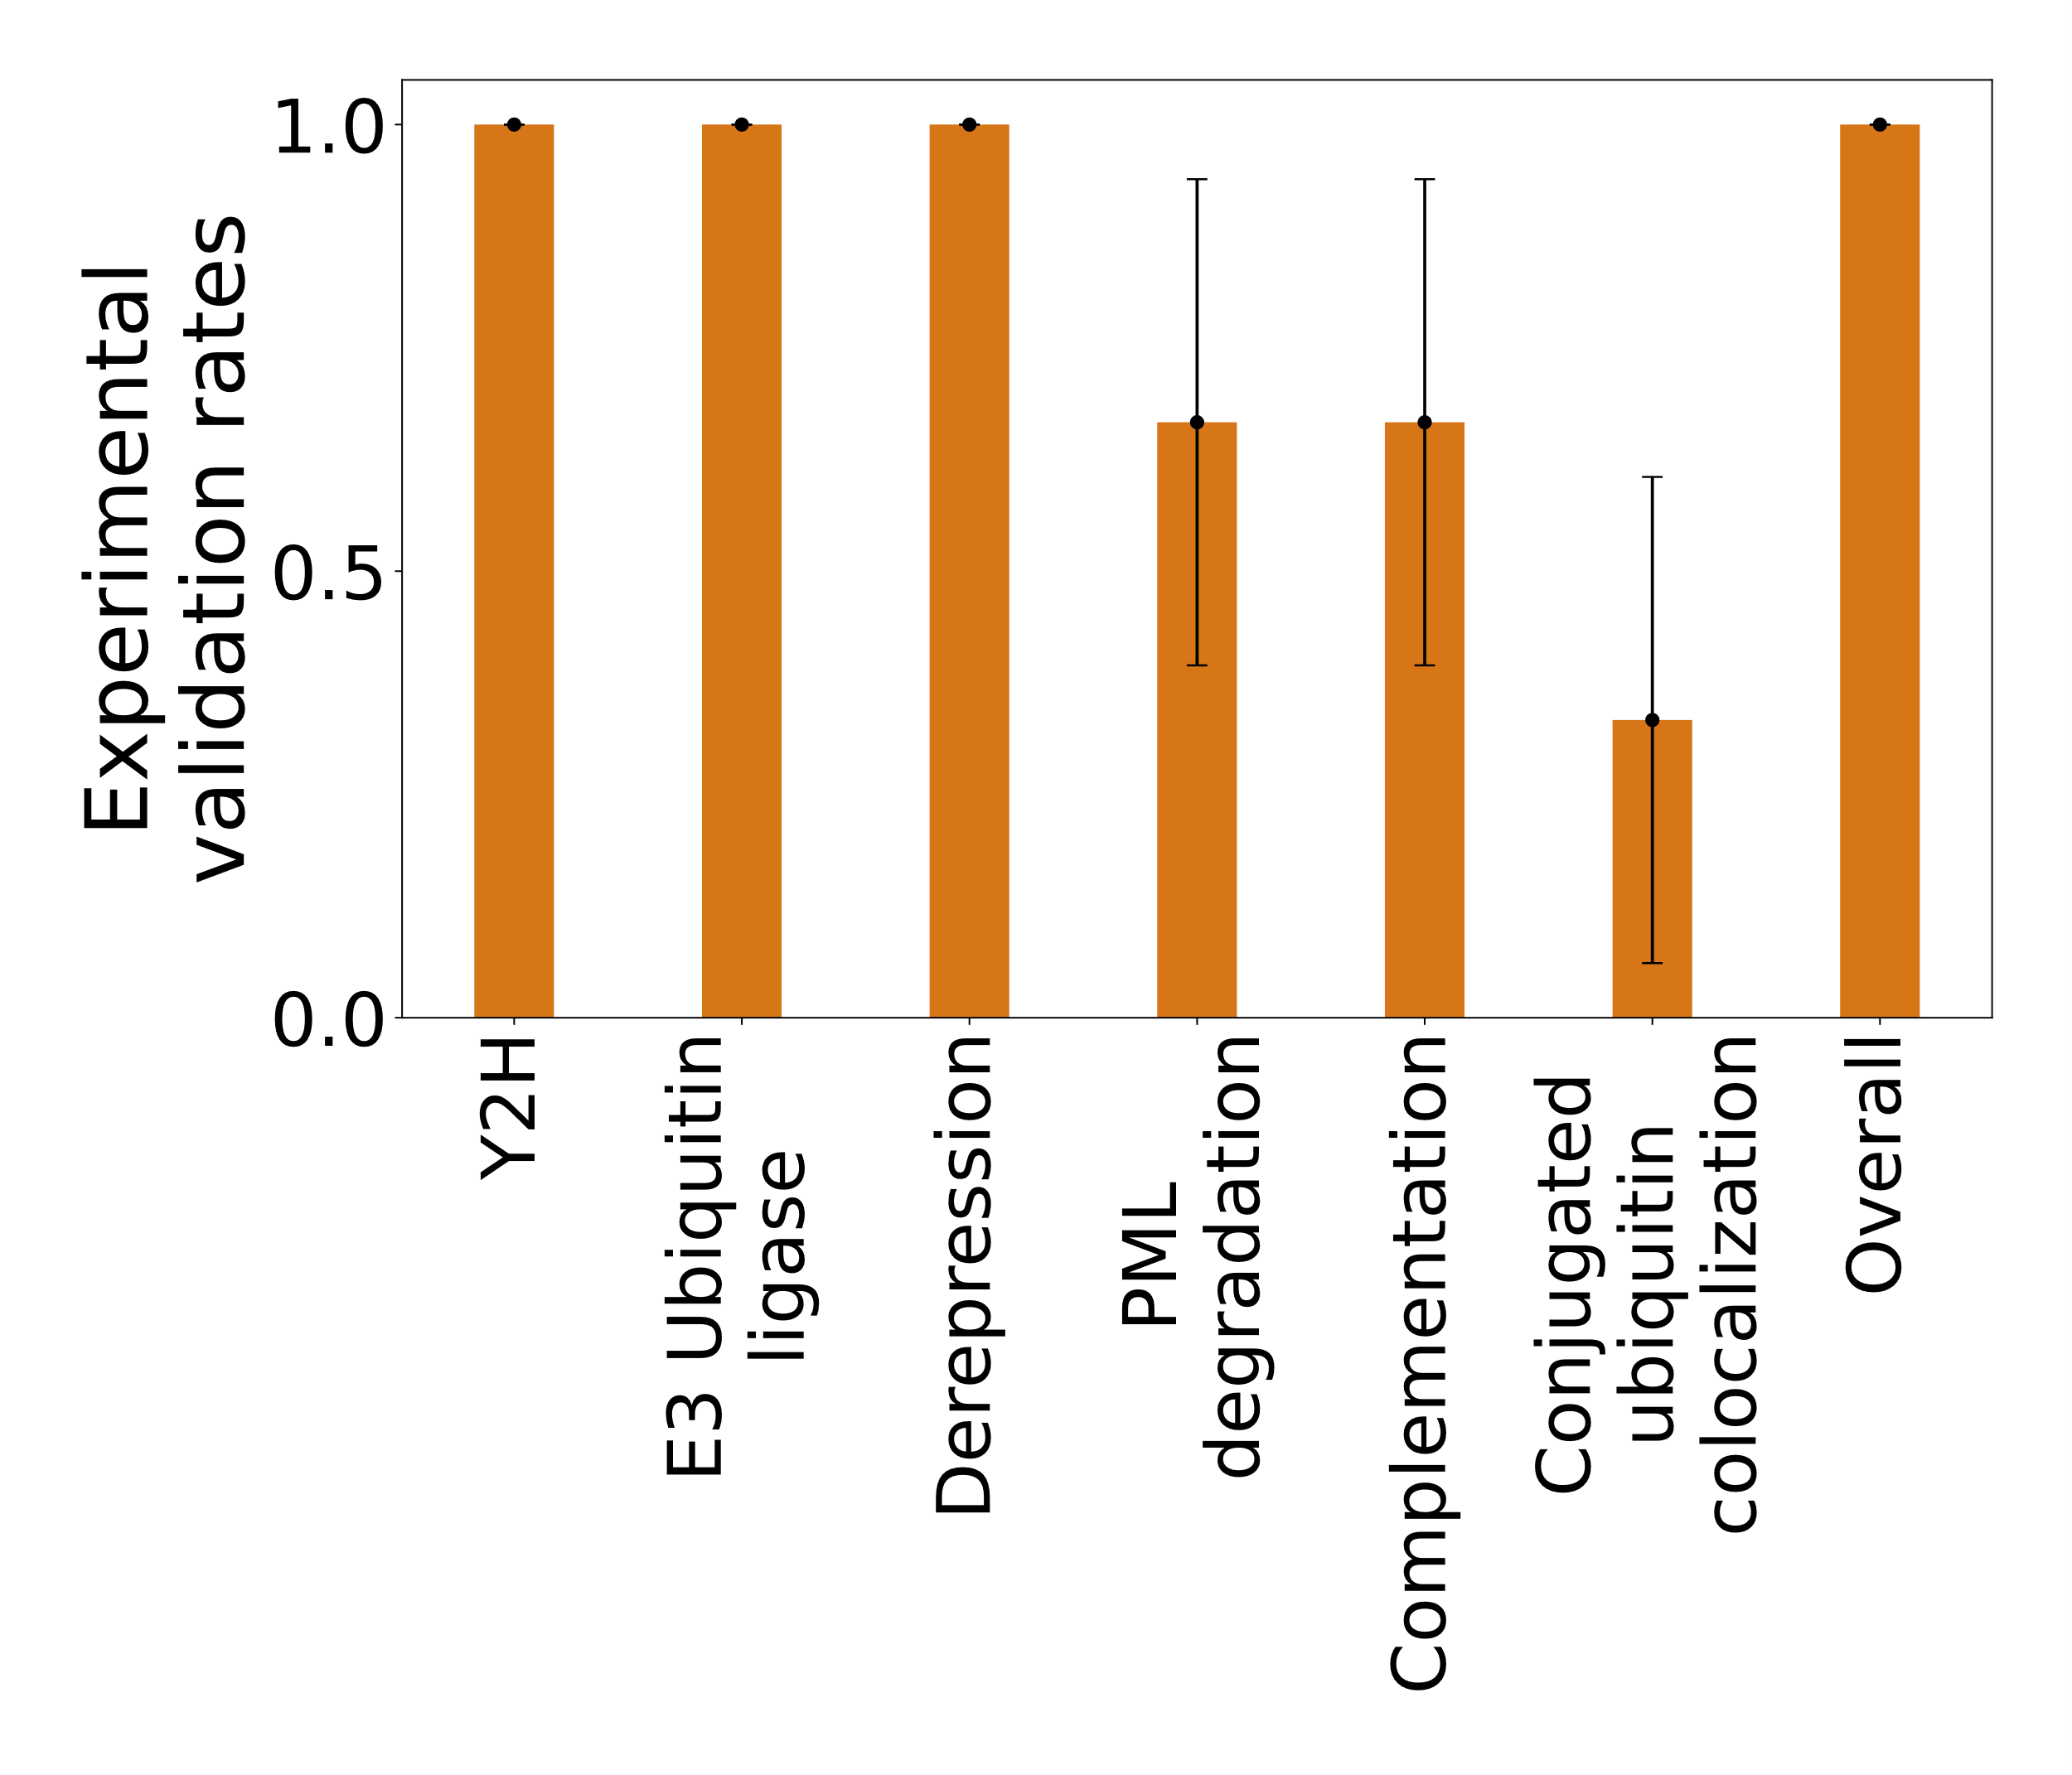 Experimental
validation rates
1.0
0.5
0.0
Y2H
E3 Ubiquitin
ligase
Derepression
PML
degradation
Complementation
Conjugated
ubiquitin
colocalization
Overall